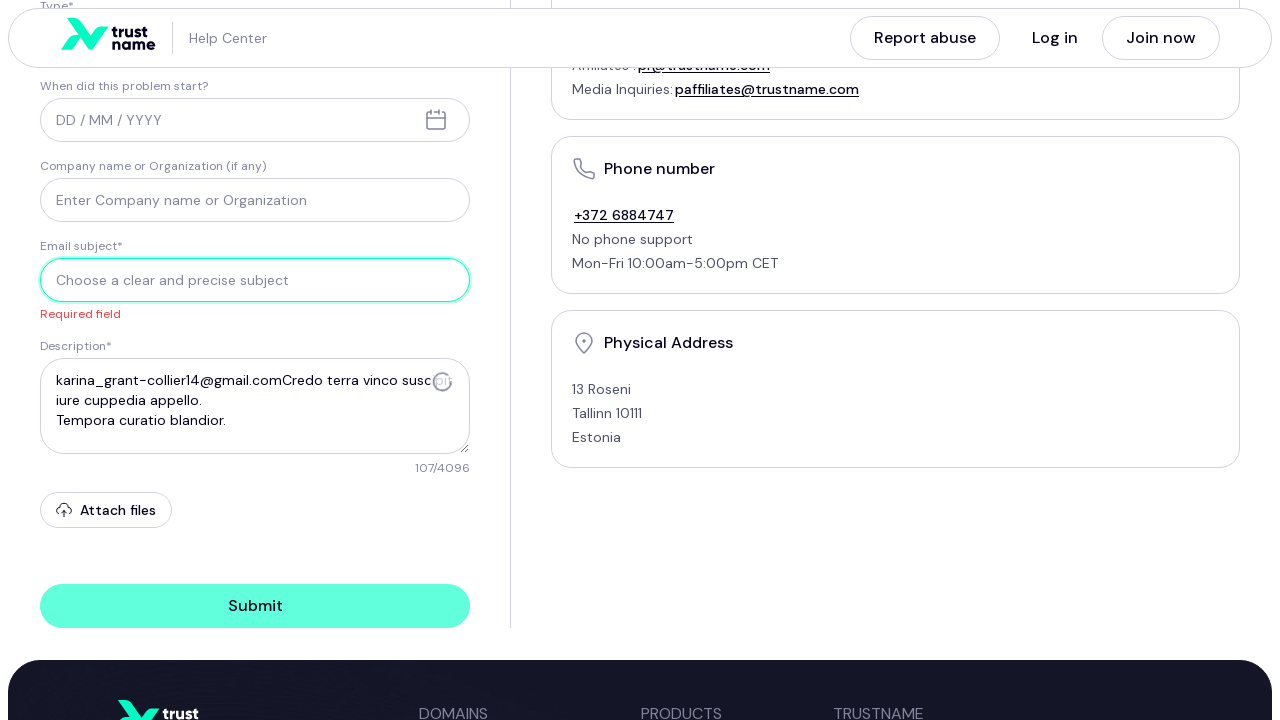 Type*
trust
name
Help Center
Report abuse
Log in
Join now
When did this problem start?
DD / MM / YYYY
Company name or Organization (if any)
Enter Company name or Organization
Email subject*
Choose a clear and precise subject
Required field
Description*
karina_grant-collier14@gmail.comCredo terra vinco suscipit
iure cuppedia appello.
Tempora curatio blandior.
107/4096
Attach files
Submit
Affiliates : pr@trustname.com
Media Inquiries: paffiliates@trustname.com
Phone number
+372 6884747
No phone support
Mon-Fri 10:00am-5:00pm CET
Physical Address
13 Roseni
Tallinn 10111
Estonia
trust
DOMAINS
PRODUCTS
TRUSTNAME